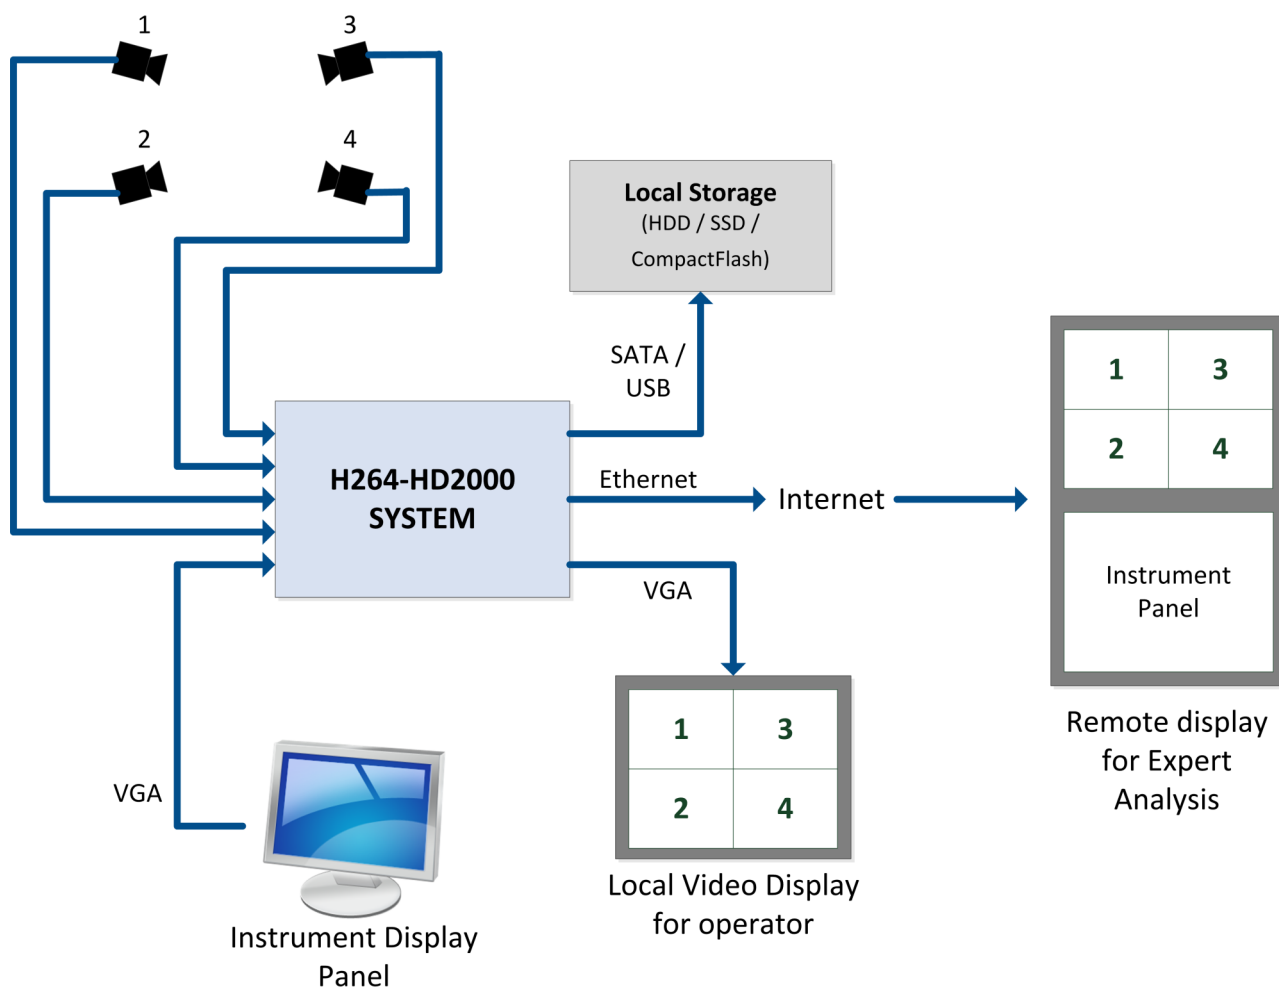 1
3
2
4
Local Storage
(HDD / SSD /
CompactFlash)
SATA /
USB
H264-HD2000
SYSTEM
Ethernet
Internet
VGA
1
3
2
4
Instrument
Panel
Remote display
for Expert
Analysis
1
3
2
4
Local Video Display
for operator
VGA
Instrument Display
Panel